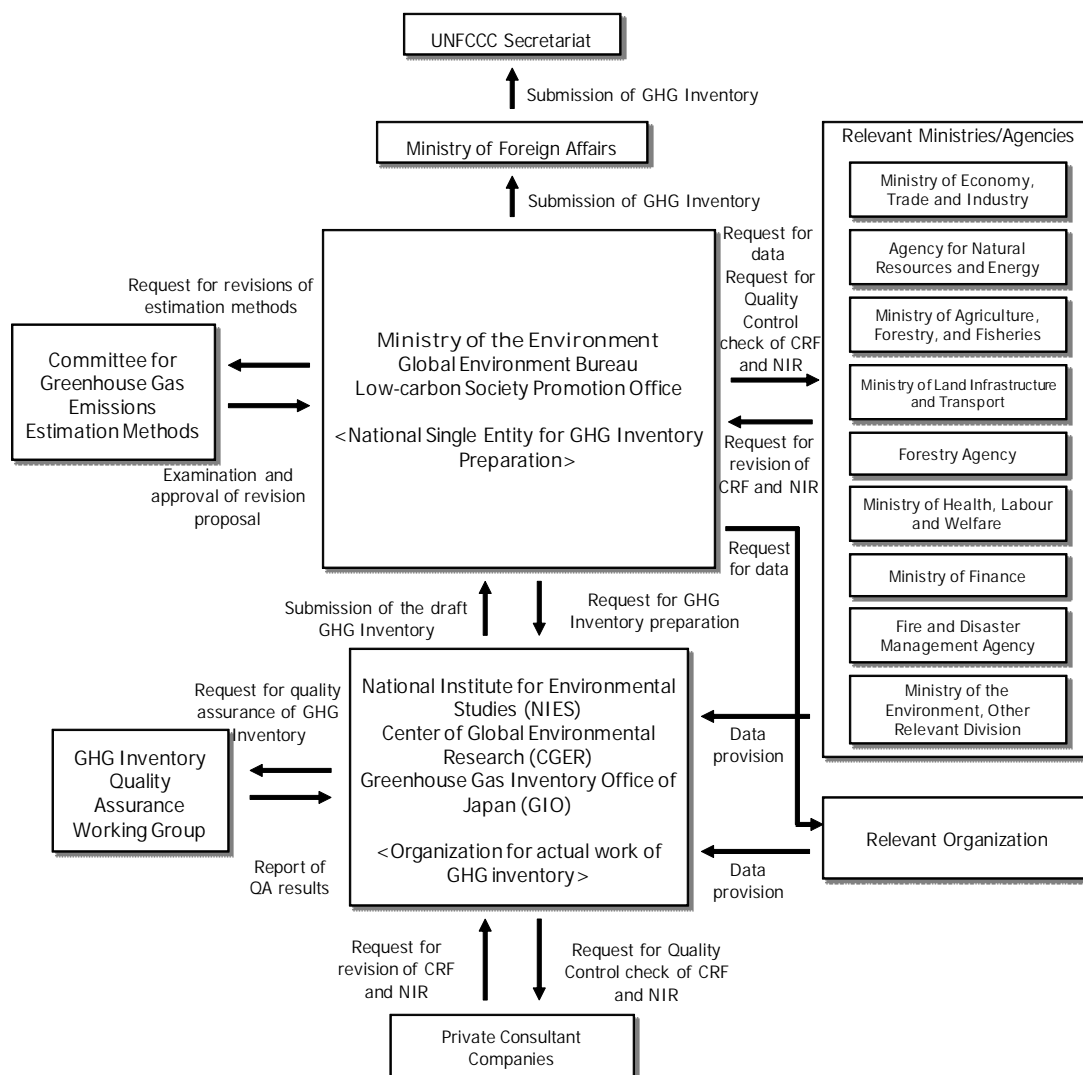 UNFCCC Secretariat
Submission of GHG Inventory
Ministry of Foreign Affairs
Submission of GHG Inventory
Relevant Ministries/Agencies
Ministry of Economy,
Trade and Industry
Agency for Natural
Resources and Energy
Ministry of Agriculture,
Forestry, and Fisheries
Ministry of Land Infrastructure
and Transport
Forestry Agency
Ministry of Health, Labour
and Welfare
Ministry of Finance
Fire and Disaster
Management Agency
Ministry of the
Environment, Other
Relevant Division
Request for
data
Request for
Quality
Control
check of CRF
and NIR
Request for
revision of
CRF and NIR
Request
for data
Request for revisions of
estimation methods
Committee for
Greenhouse Gas
Emissions
Estimation Methods
Examination and
approval of revision
proposal
Ministry of the Environment
Global Environment Bureau
Low-carbon Society Promotion Office
<National Single Entity for GHG Inventory
Preparation>
Submission of the draft
GHG Inventory
Request for GHG
Inventory preparation
Request for quality
assurance of GHG
Inventory
GHG Inventory
Quality
Assurance
Working Group
Report of
QA results
National Institute for Environmental
Studies (NIES)
Center of Global Environmental
Research (CGER)
Greenhouse Gas Inventory Office of
Japan (GIO)
<Organization for actual work of
GHG inventory>
Data
provision
Relevant Organization
Data
provision
Request for
revision of CRF
and NIR
Request for Quality
Control check of CRF
and NIR
Private Consultant
Companies